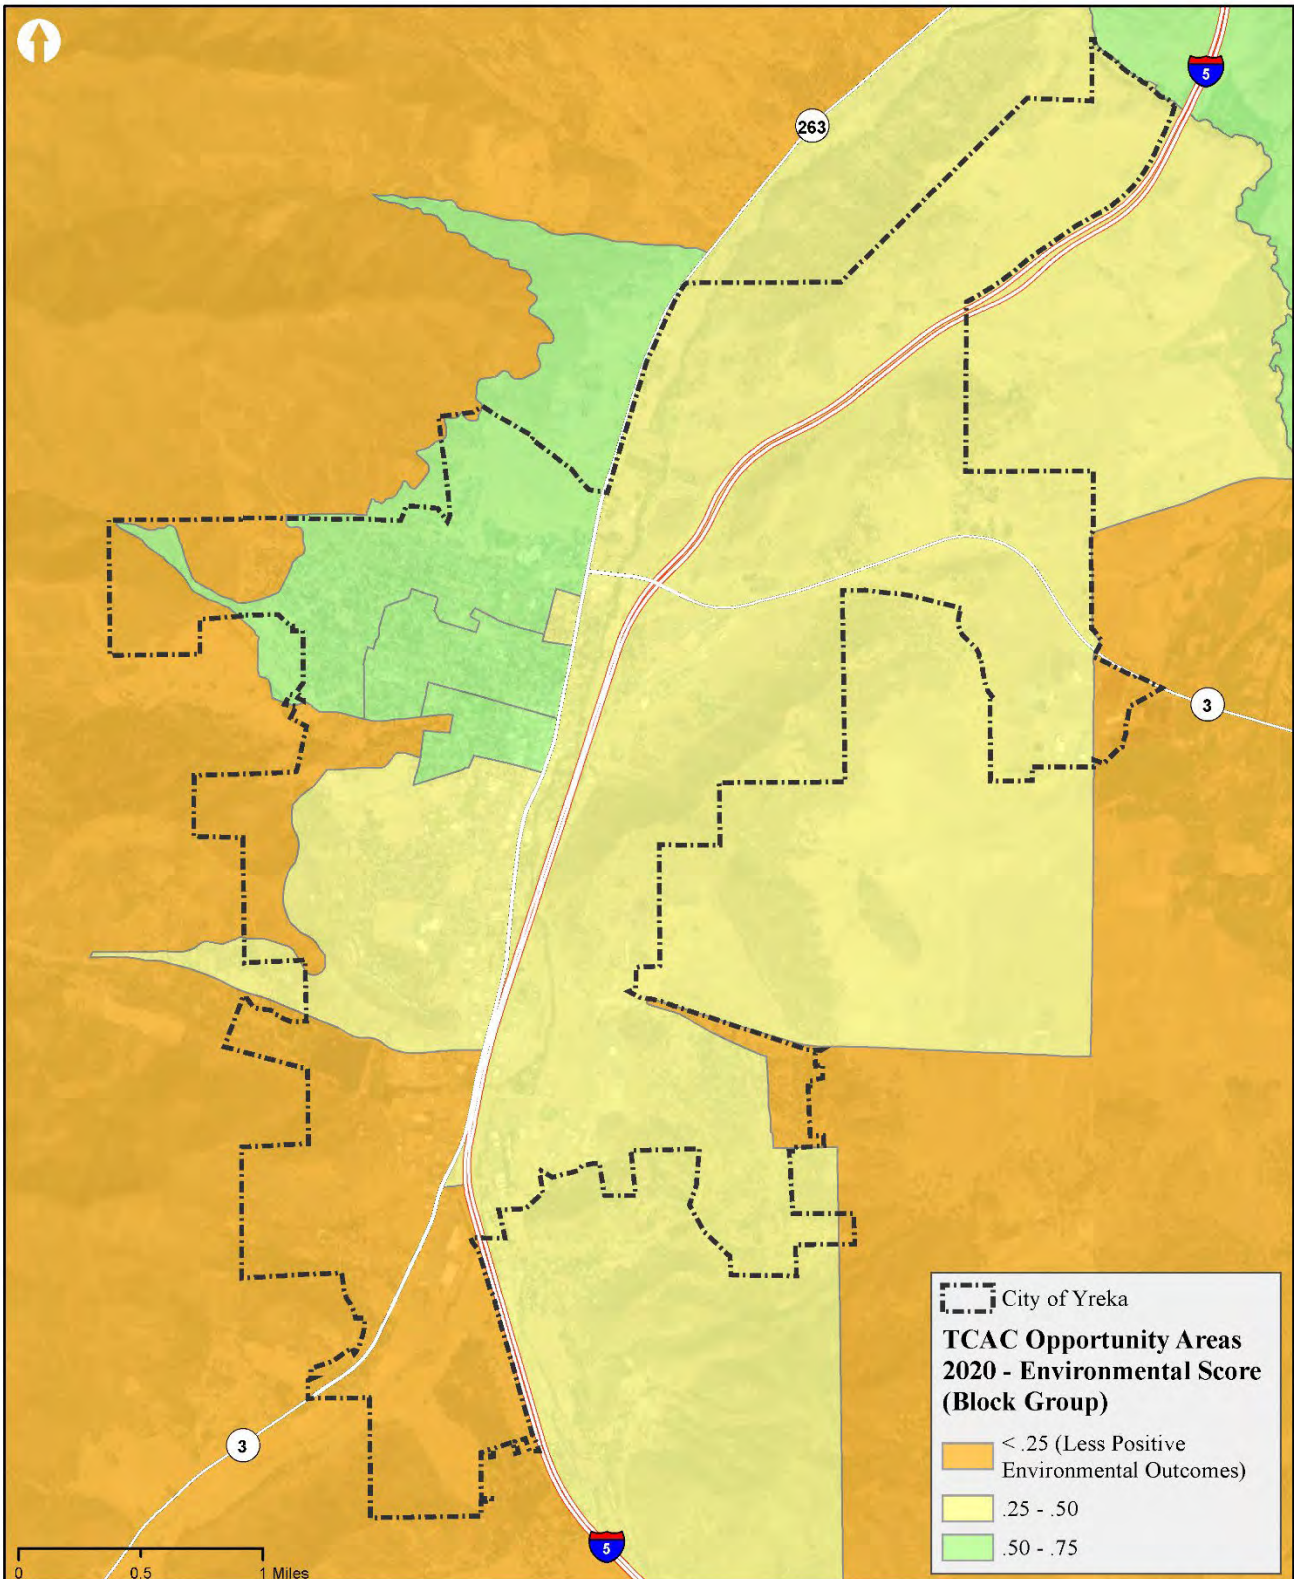 5
263
3
City of Yreka
TCAC Opportunity Areas
2020 - Environmental Score
(Block Group)
< .25 (Less Positive
Environmental Outcomes)
.25 - .50
.50 - .75
3
5
0 0.5 1 Miles